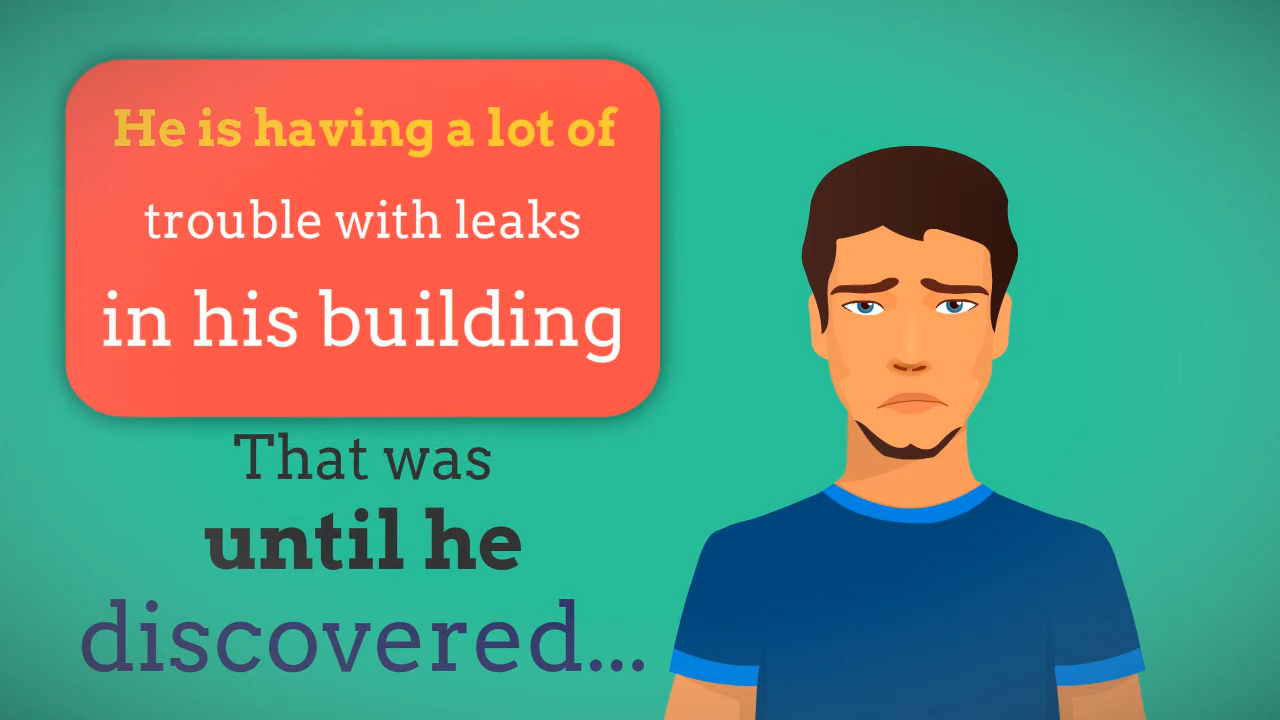 He is having a lot of
trouble with leaks
in his building
That was
until he
discovered...